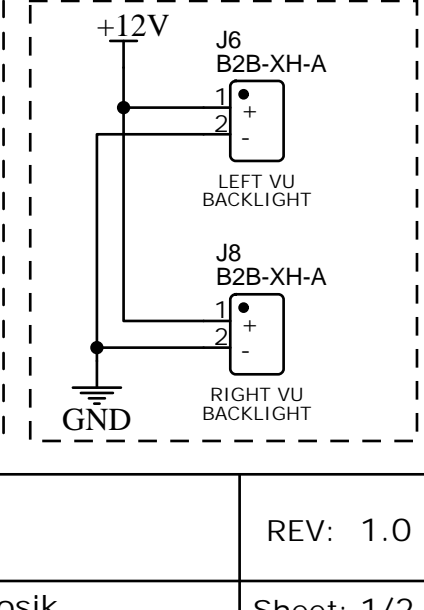 +12V
J6
B2B-XH-A
1
+
2
-
LEFT VU
BACKLIGHT
J8
B2B-XH-A
1
+
2
-
RIGHT VU
BACKLIGHT
GND
REV: 1.0
osik
Sheet: 1/2